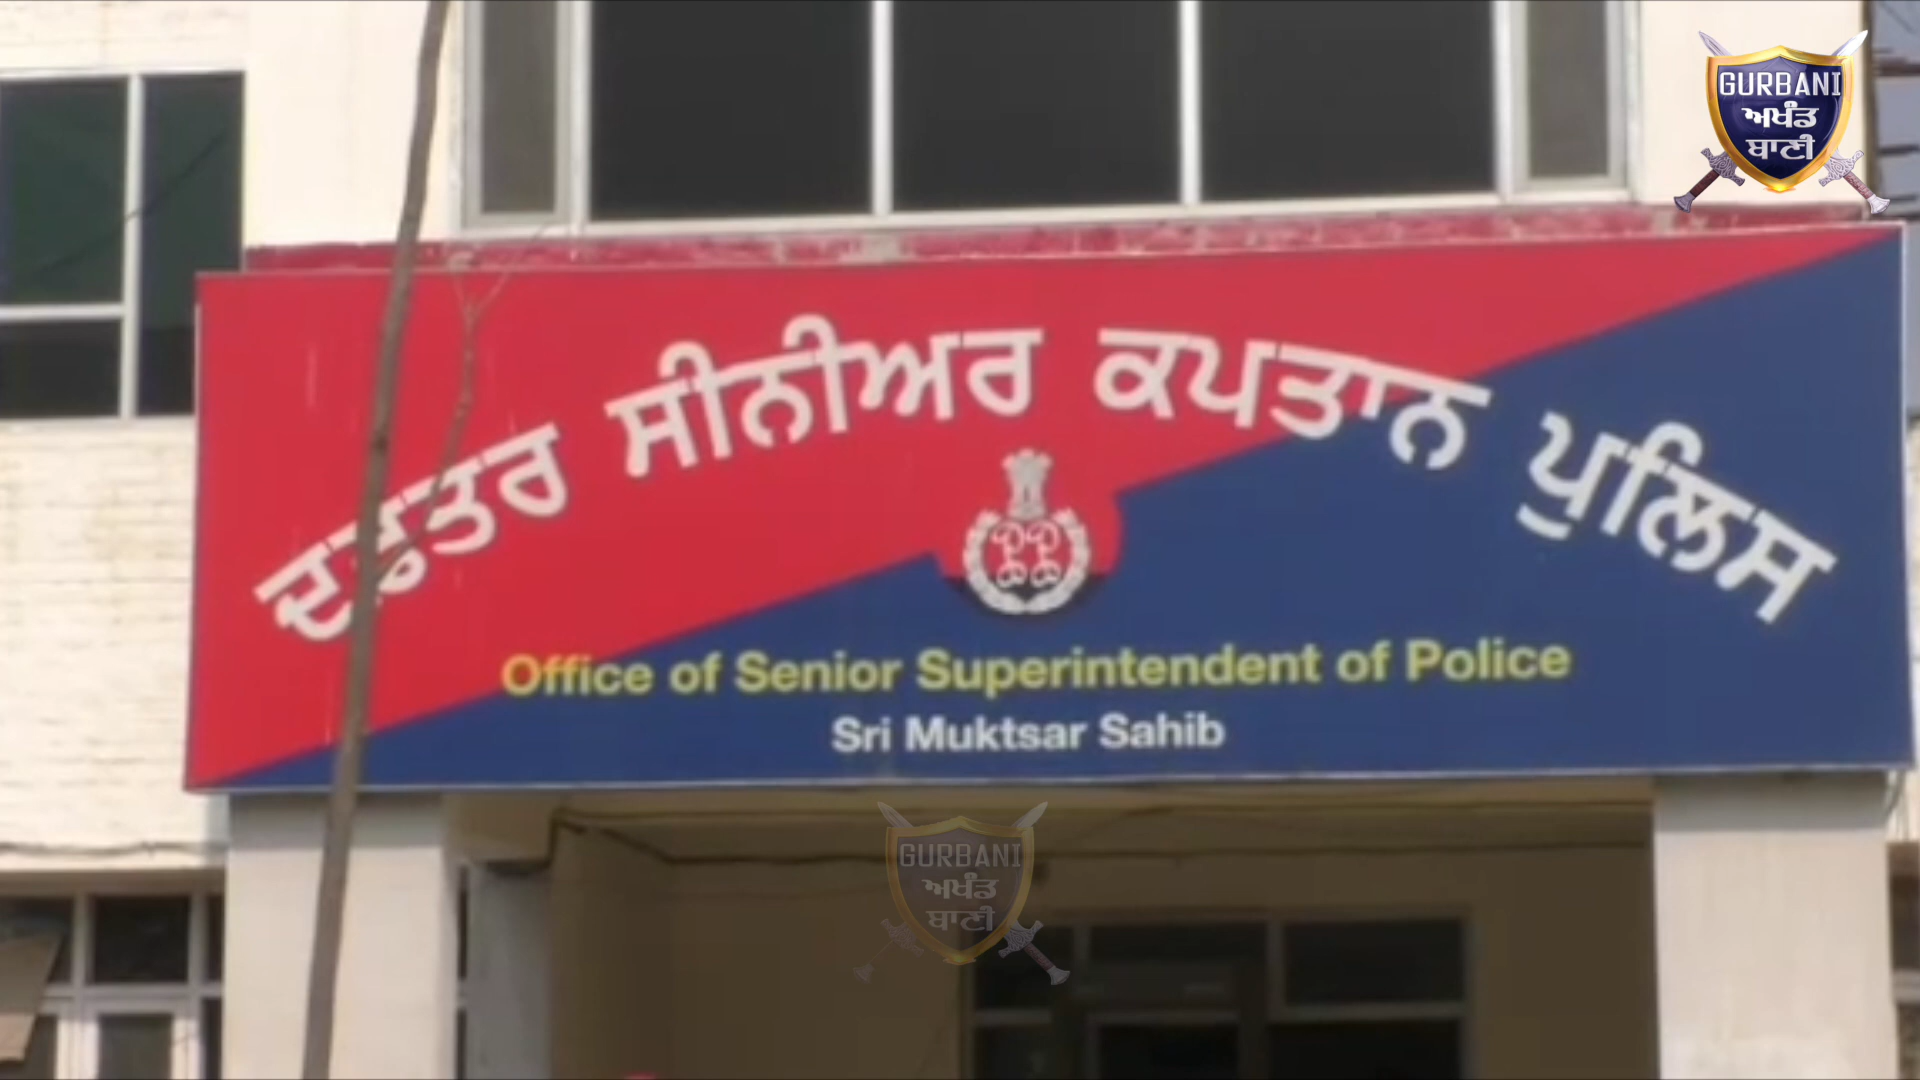 GURBANI
ਅਖੰਡ
ਬਾਣੀ
ਦਫ਼ਤਰ ਸੀਨੀਅਰ ਕਪਤਾਨ ਪੁਲਿਸ
Office of Senior Superintendent of Police
Sri Muktsar Sahib
GURBANI
ਅਖੰਡ
ਬਾਣੀ